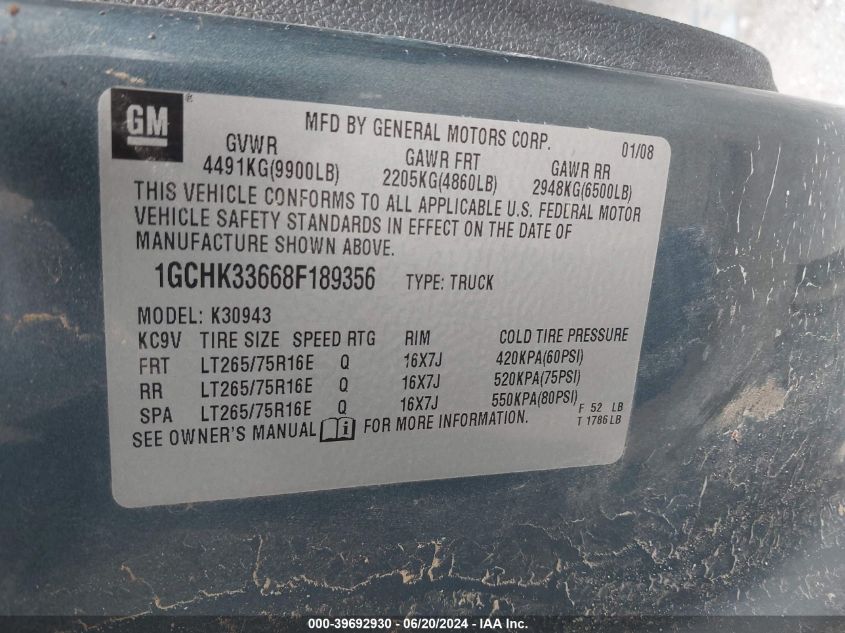 GM ®
MFD BY GENERAL MOTORS CORP. 01/08
GVWR GAWR FRT GAWR RR
4491KG(9900LB) 2205KG(4860LB) 2948KG(6500LB)
THIS VEHICLE CONFORMS TO ALL APPLICABLE U.S. FEDERAL MOTOR
VEHICLE SAFETY STANDARDS IN EFFECT ON THE DATE OF
MANUFACTURE SHOWN ABOVE.
1GCHK33668F189356 TYPE: TRUCK
MODEL: K30943
KC9V TIRE SIZE SPEED RTG RIM COLD TIRE PRESSURE
FRT LT265/75R16E Q 16X7J 420KPA(60PSI)
RR LT265/75R16E Q 16X7J 520KPA(75PSI)
SPA LT265/75R16E Q 16X7J 550KPA(80PSI) F 52 LB
T 1786 LB
SEE OWNER'S MANUAL i FOR MORE INFORMATION.
000-39692930 - 06/20/2024 - IAA Inc.